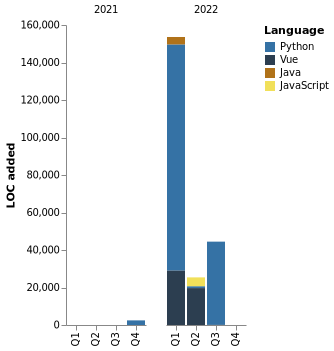 2021 2022
Language
Python
Vue
Java
JavaScript
LOC added
160,000
140,000
120,000
100,000
80,000
60,000
40,000
20,000
0
Q1 Q2 Q3 Q4 Q1 Q2 Q3 Q4